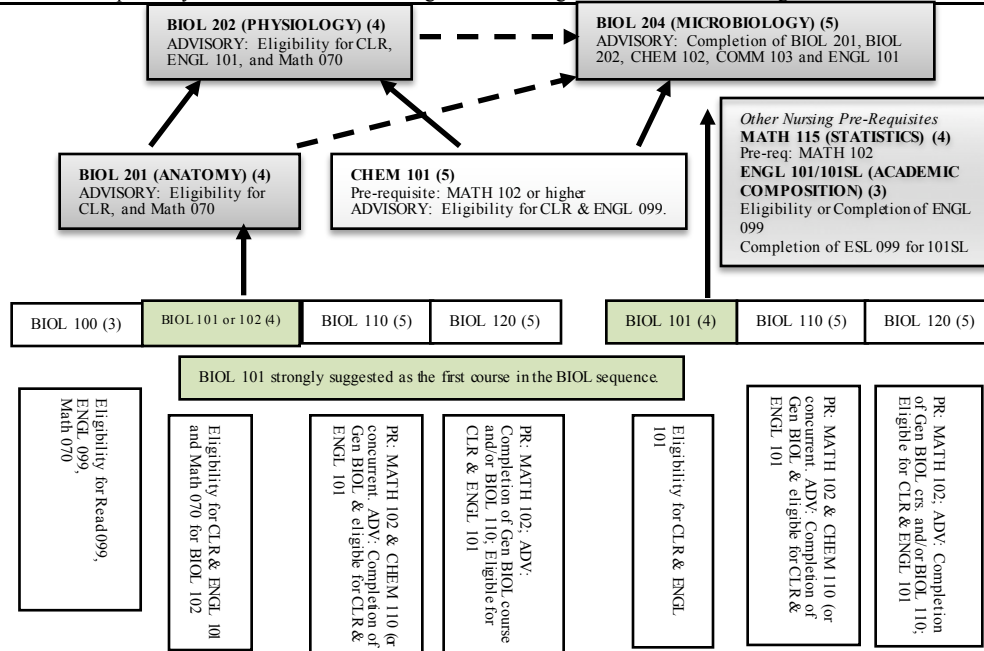 BIOL 202 (PHYSIOLOGY) (4)
ADVISORY: Eligibility for CLR,
ENGL 101, and Math 070
BIOL 204 (MICROBIOLOGY) (5)
ADVISORY: Completion of BIOL 201, BIOL
202, CHEM 102, COMM 103 and ENGL 101
BIOL 201 (ANATOMY) (4)
ADVISORY: Eligibility for
CLR, and Math 070
CHEM 101 (5)
Pre-requisite: MATH 102 or higher
ADVISORY: Eligibility for CLR & ENGL 099.
Other Nursing Pre-Requisites
MATH 115 (STATISTICS) (4)
Pre-req: MATH 102
ENGL 101/101SL (ACADEMIC
COMPOSITION) (3)
Eligibility or Completion of ENGL
099
Completion of ESL 099 for 101SL
BIOL 100 (3)
BIOL 101 or 102 (4)
BIOL 110 (5)
BIOL 120 (5)
BIOL 101 (4)
BIOL 110 (5)
BIOL 120 (5)
BIOL 101 strongly suggested as the first course in the BIOL sequence.
Eligibility for Read 099,
ENGL 099,
Math 070
Eligibility for CLR & ENGL 101
and Math 070 for BIOL 102
PR: MATH 102 & CHEM 110 (or
concurrent. ADV: Completion of
Gen BIOL & eligible for CLR &
ENGL 101
PR: MATH 102; ADV:
Completion of Gen BIOL course
and/or BIOL 110; Eligible for
CLR & ENGL 101
Eligibility for CLR & ENGL
101
PR: MATH 102 & CHEM 110 (or
concurrent. ADV: Completion of
Gen BIOL & eligible for CLR &
ENGL 101
PR: MATH 102; ADV: Completion
of Gen BIOL crs. and/or BIOL 110;
Eligible for CLR & ENGL 101